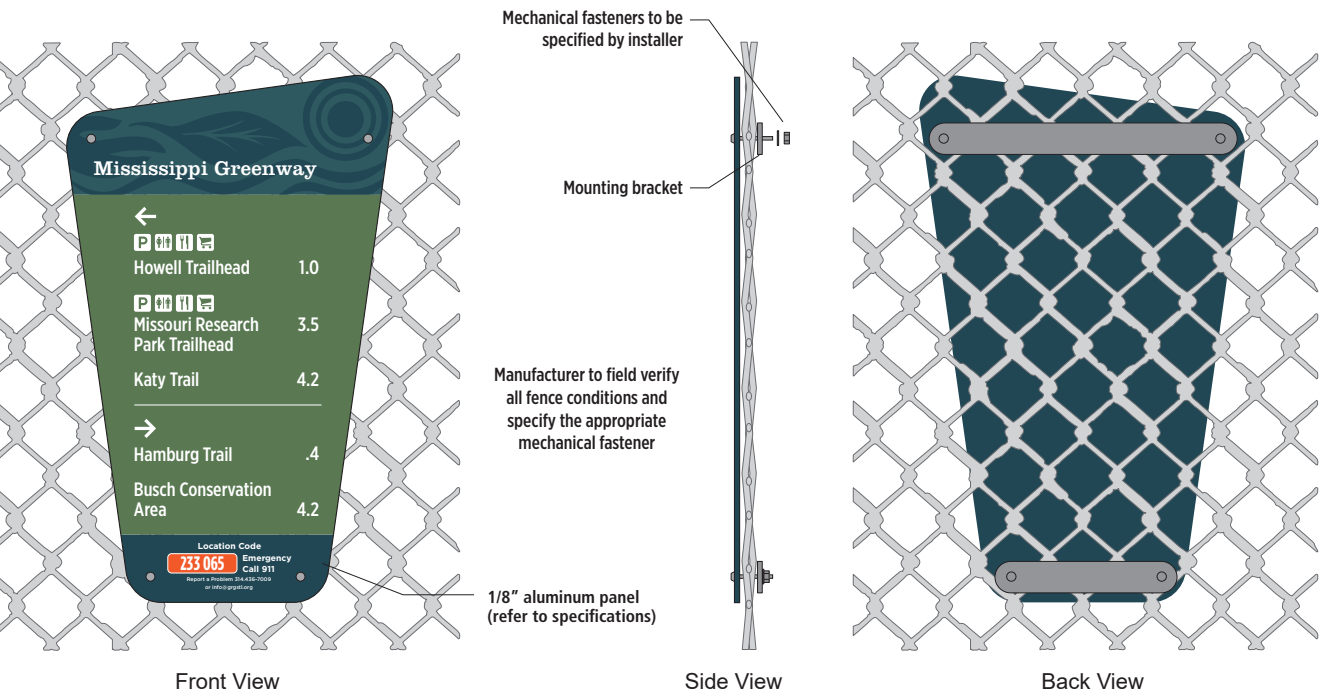 Mechanical fasteners to be
specified by installer
Mississippi Greenway
Mounting bracket
←
P
Howell Trailhead 1.0
P
Missouri Research 3.5
Park Trailhead
Katy Trail 4.2
→
Hamburg Trail .4
Busch Conservation
Area 4.2
Manufacturer to field verify
all fence conditions and
specify the appropriate
mechanical fastener
Location Code
233 065
Emergency
Call 911
Report a Problem 314.436-7009
or info@grgstl.org
1/8” aluminum panel
(refer to specifications)
Front View
Side View
Back View